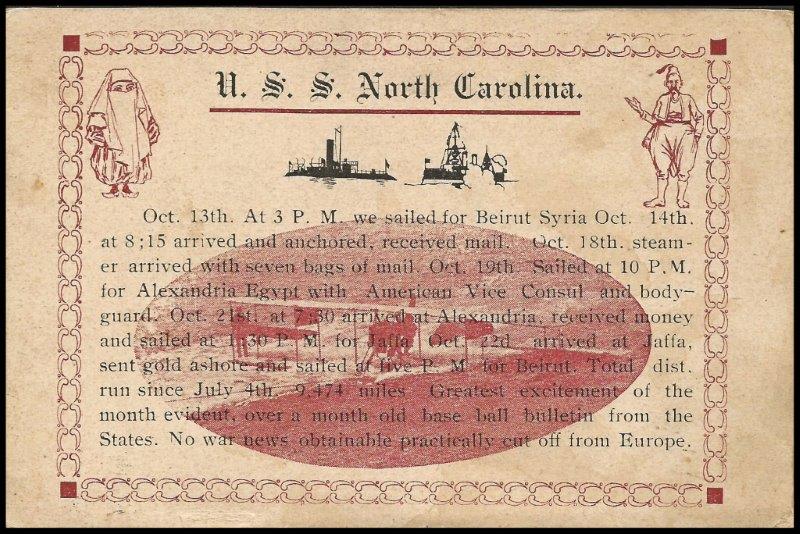 U. S. S. North Carolina.
Oct. 13th. At 3 P. M. we sailed for Beirut Syria Oct. 14th.
at 8;15 arrived and anchored, received mail. Oct. 18th. steam-
er arrived with seven bags of mail. Oct. 19th. Sailed at 10 P.M.
for Alexandria Egypt with American Vice Consul and body-
guard. Oct. 21st. at 7;30 arrived at Alexandria, received money
and sailed at 1;30 P. M. for Jaffa Oct. 22d. arrived at Jaffa,
sent gold ashore and sailed at five P. M. for Beirut. Total dist.
run since July 4th. 9,474 miles Greatest excitement of the
month evident, over a month old base ball bulletin from the
States. No war news obtainable practically cut off from Europe.